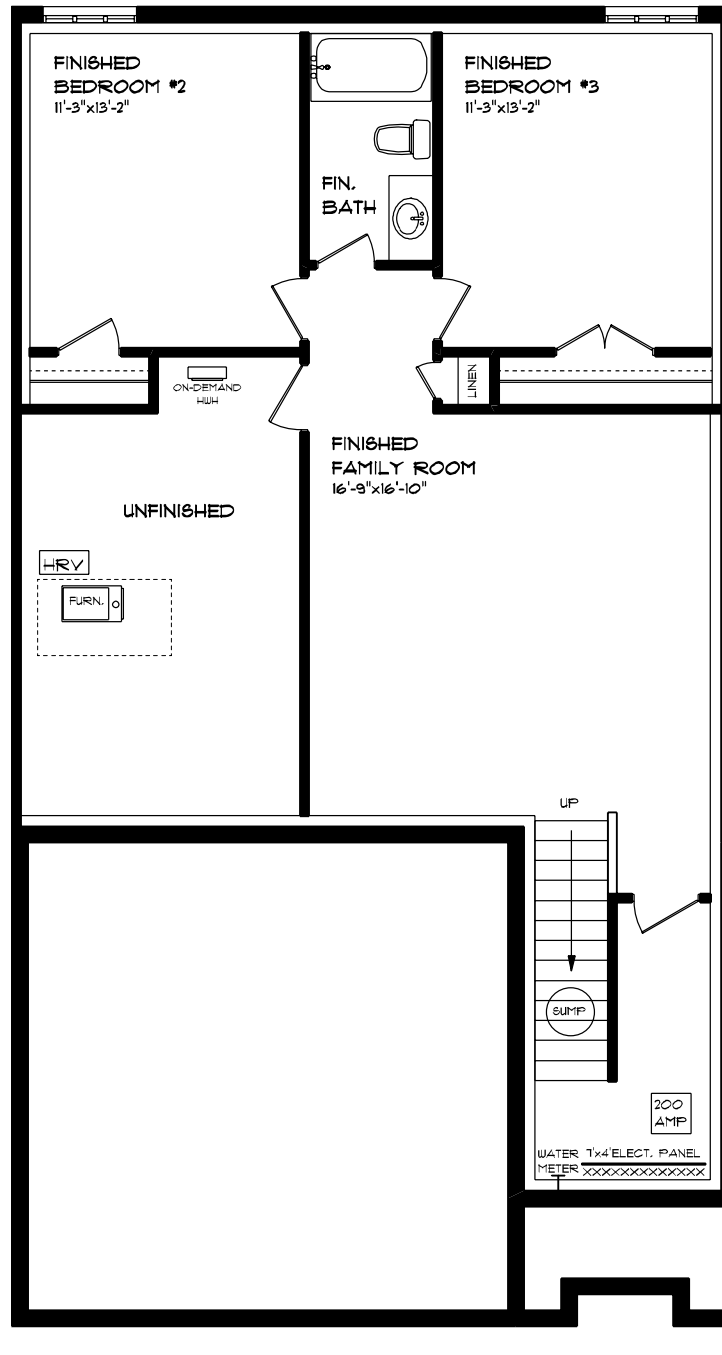 FINISHED
BEDROOM #2
11'-3"x13'-2"
FIN.
BATH
FINISHED
BEDROOM #3
11'-3"x13'-2"
ON-DEMAND
HWH
LINEN
FINISHED
FAMILY ROOM
16'-9"x16'-10"
UNFINISHED
HRV
FURN.
UP
SUMP
200
AMP
WATER
METER
7'x4' ELECT. PANEL
XXXXXXXXXXXXX